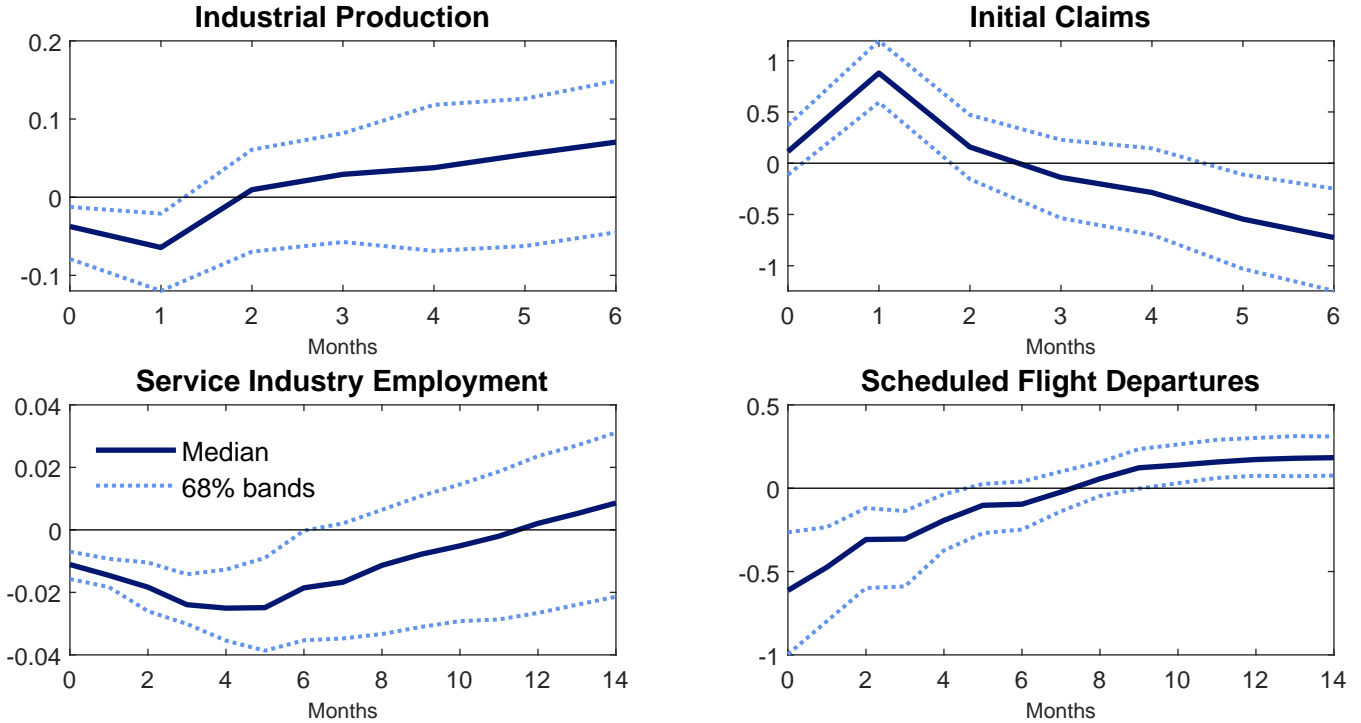 Industrial Production
0.2
0.1
0
-0.1
0 1 2 3 4 5 6
Months
Initial Claims
1
0.5
0
-0.5
-1
0 1 2 3 4 5 6
Months
Service Industry Employment
0.04
0.02
0
-0.02
-0.04
Median
68% bands
0 2 4 6 8 10 12 14
Months
Scheduled Flight Departures
0.5
0
-0.5
-1
0 2 4 6 8 10 12 14
Months